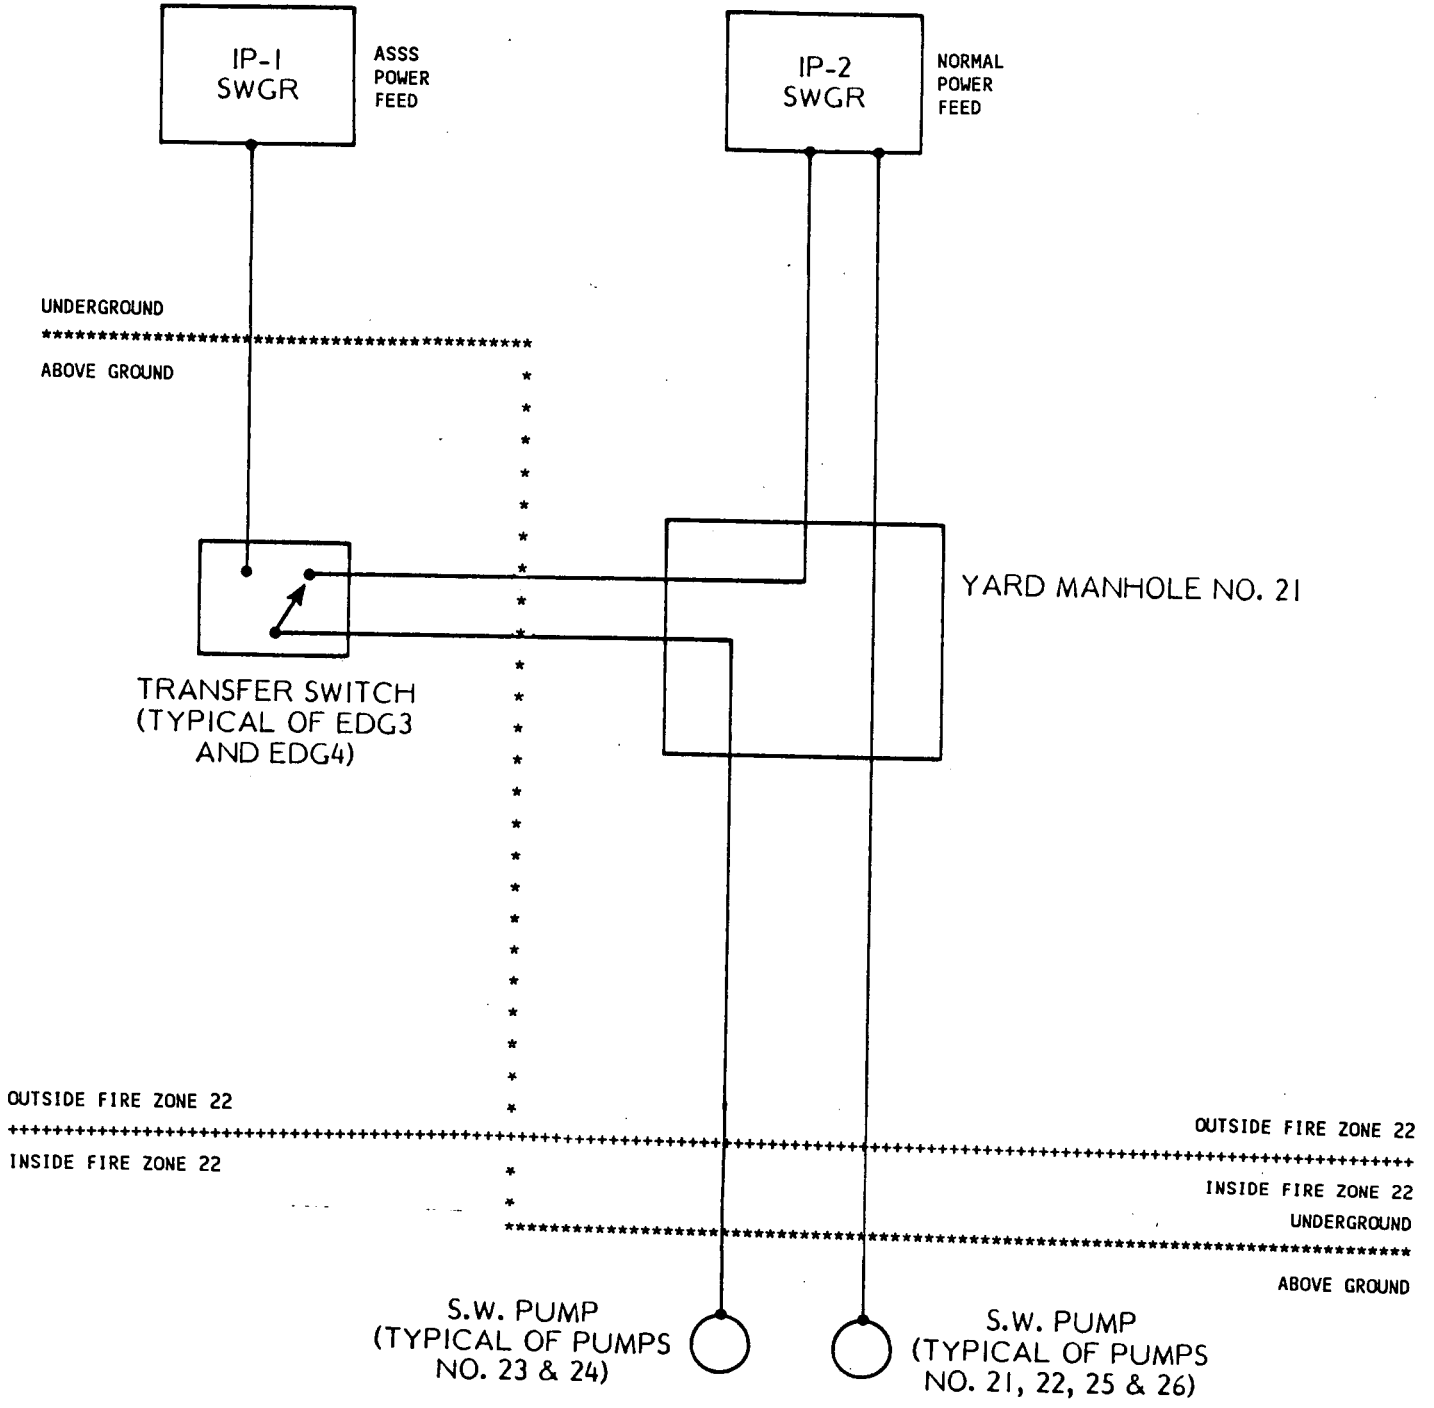 IP-1
SWGR
ASSS
POWER
FEED
IP-2
SWGR
NORMAL
POWER
FEED
UNDERGROUND
ABOVE GROUND
YARD MANHOLE NO. 21
TRANSFER SWITCH
(TYPICAL OF EDG3
AND EDG4)
OUTSIDE FIRE ZONE 22
INSIDE FIRE ZONE 22
OUTSIDE FIRE ZONE 22
INSIDE FIRE ZONE 22
UNDERGROUND
ABOVE GROUND
S.W. PUMP
(TYPICAL OF PUMPS
NO. 23 & 24)
S.W. PUMP
(TYPICAL OF PUMPS
NO. 21, 22, 25 & 26)